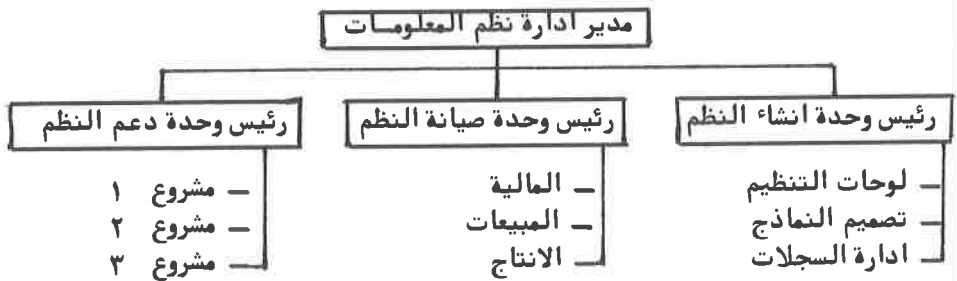 مدير ادارة نظم المعلومات
رئيس وحدة انشاء النظم
لوحات التنظيم
تصميم النماذج
ادارة السجلات
رئيس وحدة صيانة النظم
المالية
المبيعات
الانتاج
رئيس وحدة دعم النظم
مشروع ١
مشروع ٢
مشروع ٣